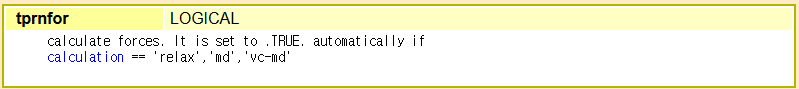 tprnfor LOGICAL
calculate forces. It is set to .TRUE. automatically if
calculation == 'relax','md','vc-md'